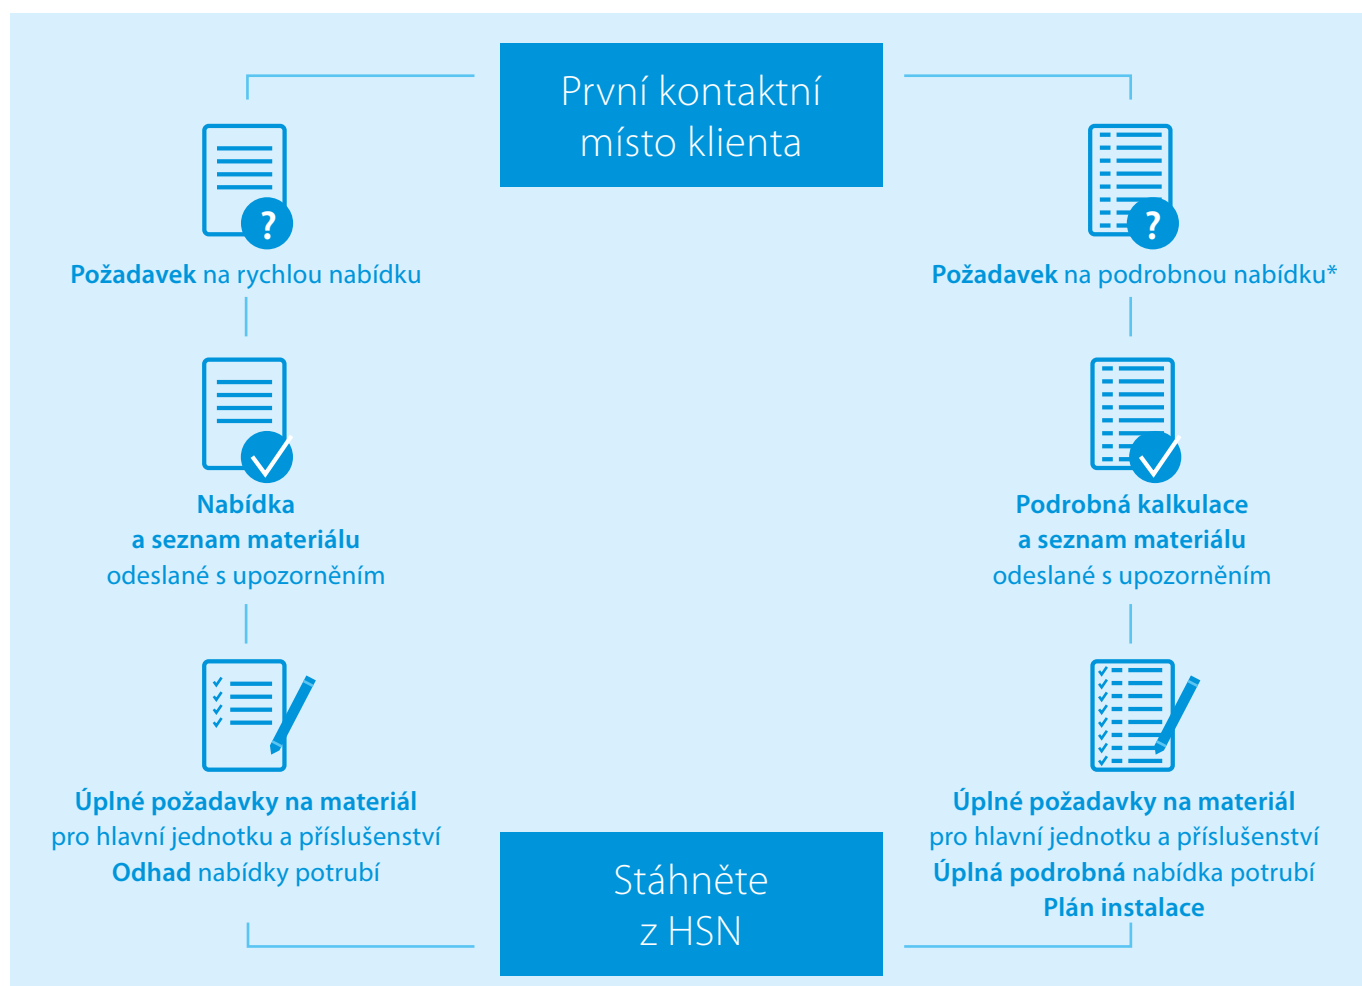 První kontaktní
místo klienta
?
Požadavek na rychlou nabídku
Nabídka
a seznam materiálu
odeslané s upozorněním
Úplné požadavky na materiál
pro hlavní jednotku a příslušenství
Odhad nabídky potrubí
?
Požadavek na podrobnou nabídku*
Podrobná kalkulace
a seznam materiálu
odeslané s upozorněním
Úplné požadavky na materiál
pro hlavní jednotku a příslušenství
Úplná podrobná nabídka potrubí
Plán instalace
Stáhněte
z HSN